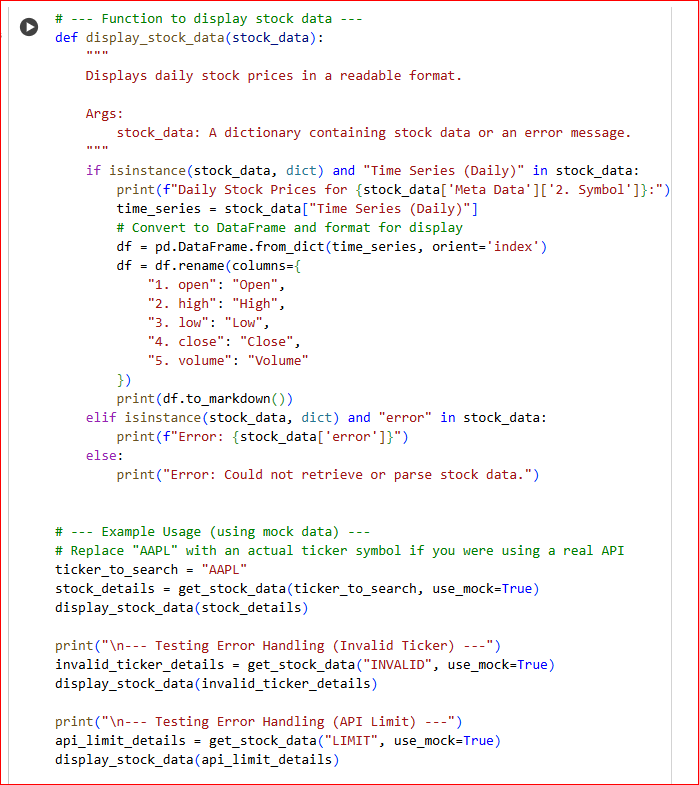 # --- Function to display stock data ---
def display_stock_data(stock_data):
    """
    Displays daily stock prices in a readable format.

    Args:
        stock_data: A dictionary containing stock data or an error message.
    """
    if isinstance(stock_data, dict) and "Time Series (Daily)" in stock_data:
        print(f"Daily Stock Prices for {stock_data['Meta Data']['2. Symbol']}:")
        time_series = stock_data["Time Series (Daily)"]
        # Convert to DataFrame and format for display
        df = pd.DataFrame.from_dict(time_series, orient='index')
        df = df.rename(columns={
            "1. open": "Open",
            "2. high": "High",
            "3. low": "Low",
            "4. close": "Close",
            "5. volume": "Volume"
        })
        print(df.to_markdown())
    elif isinstance(stock_data, dict) and "error" in stock_data:
        print(f"Error: {stock_data['error']}")
    else:
        print("Error: Could not retrieve or parse stock data.")


# --- Example Usage (using mock data) ---
# Replace "AAPL" with an actual ticker symbol if you were using a real API
ticker_to_search = "AAPL"
stock_details = get_stock_data(ticker_to_search, use_mock=True)
display_stock_data(stock_details)

print("\n--- Testing Error Handling (Invalid Ticker) ---")
invalid_ticker_details = get_stock_data("INVALID", use_mock=True)
display_stock_data(invalid_ticker_details)

print("\n--- Testing Error Handling (API Limit) ---")
api_limit_details = get_stock_data("LIMIT", use_mock=True)
display_stock_data(api_limit_details)